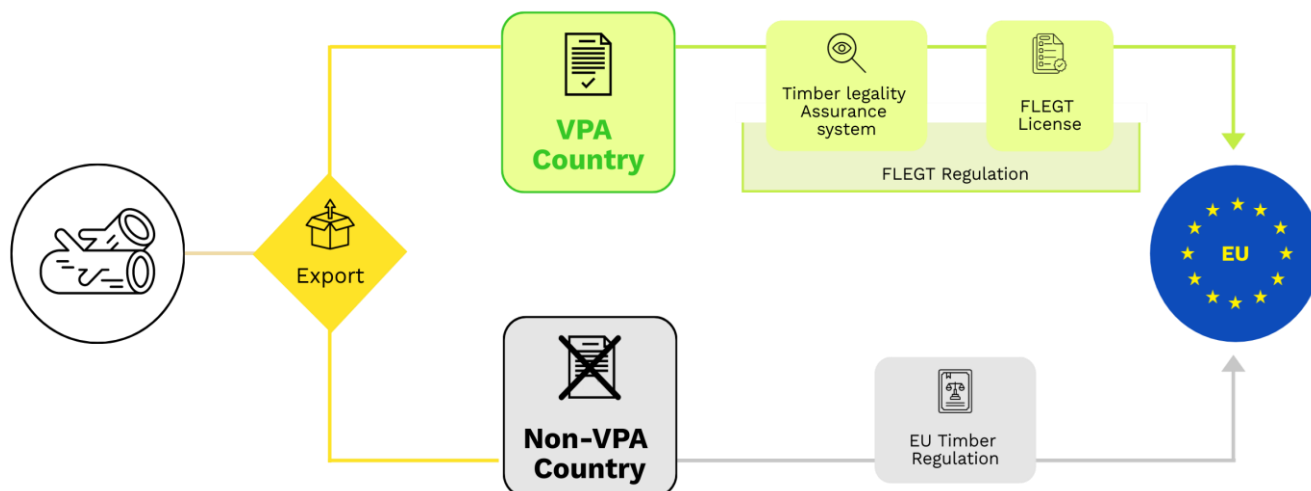 VPA
Country
Timber legality
Assurance
system
FLEGT
License
FLEGT Regulation
Export
EU
Non-VPA
Country
EU Timber
Regulation